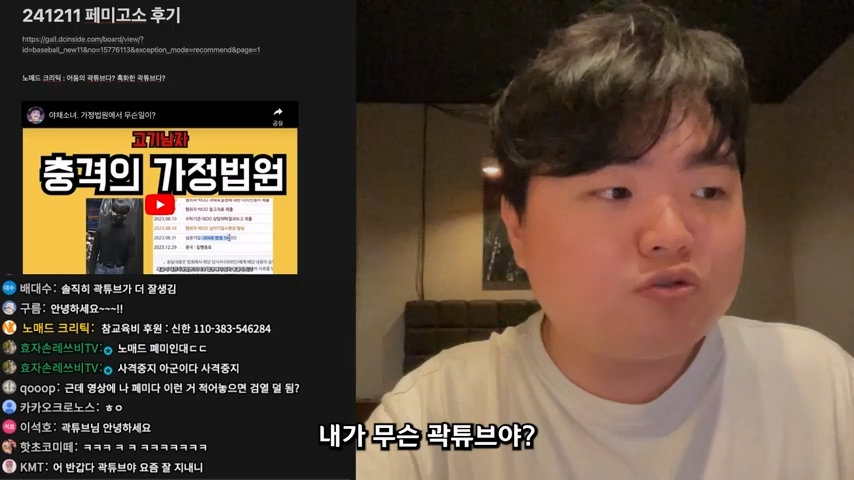 241211 페미고소 후기
https://gall.dcinside.com/board/view/?
id=baseball_new11&no=15776113&exception_mode=recommend&page=1
노매드 크리틱 : 어둠의 곽튜브다? 흑화한 곽튜브다?
야채소녀. 가정법원에서 무슨일이?
공유
고기남자
충격의 가정법원
2023.08.10
2023.08.16
2023.08.31
2023.12.29
배대수: 솔직히 곽튜브가 더 잘생김
구름: 안녕하세요~~~!!
노매드 크리틱: 참교육비 후원 : 신한 110-383-546284
효자손레쓰비TV: 노매드 페미인대ㄷㄷ
효자손레쓰비TV: 사격중지 아군이다 사격중지
qooop: 근데 영상에 나 페미다 이런 거 적어놓으면 검열 덜 됨?
카카오크로노스: ㅎㅇ
이석호: 곽튜브님 안녕하세요
핫초코미떼: ㅋㅋㅋ ㅋ ㅋ ㅋㅋㅋㅋㅋㅋㅋ
KMT: 어 반갑다 곽튜브야 요즘 잘 지내니
내가 무슨 곽튜브야?